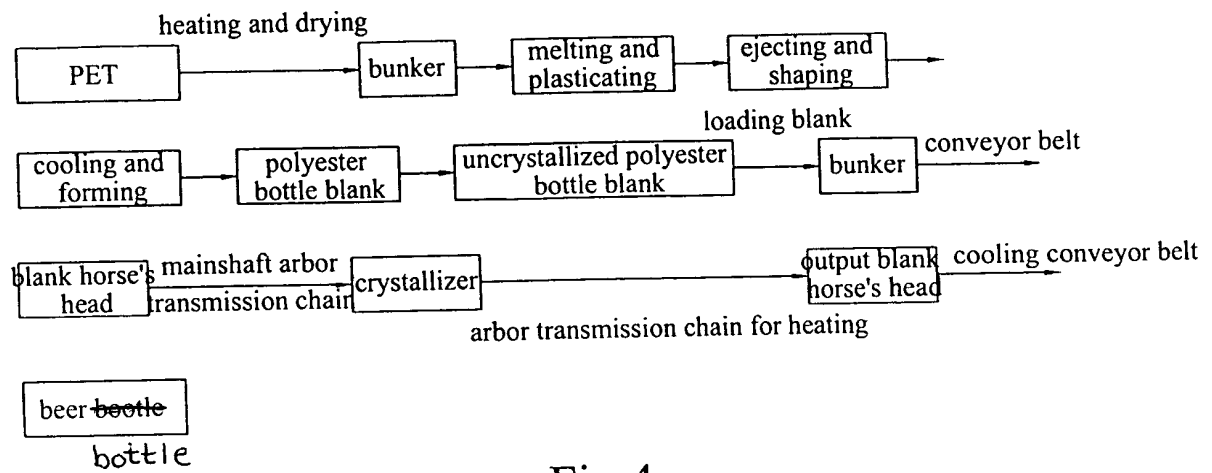 heating and drying
PET
bunker
melting and
plasticating
ejecting and
shaping
loading blank
cooling and
forming
polyester
bottle blank
uncrystallized polyester
bottle blank
bunker
conveyor belt
blank horse's
head
mainshaft arbor
transmission chain
crystallizer
output blank
horse's head
cooling conveyor belt
arbor transmission chain for heating
beer bootle
bottle
Fig. 4